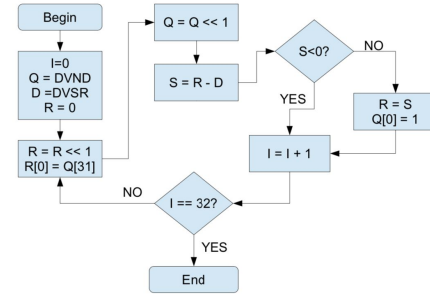 Begin
I=0
Q = DVND
D =DVSR
R = 0
R = R << 1
R[0] = Q[31]
Q = Q << 1
S = R - D
S<0?
NO
YES
R = S
Q[0] = 1
I = I + 1
I == 32?
NO
YES
End